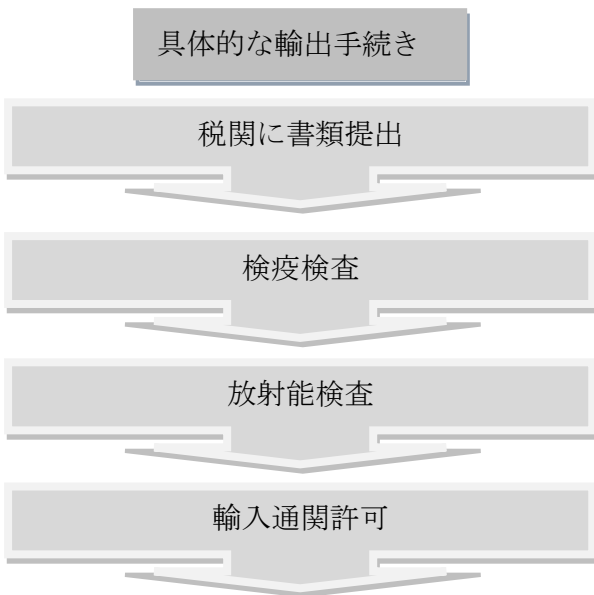 具体的な輸出手続き
税関に書類提出
検疫検査
放射能検査
輸入通関許可